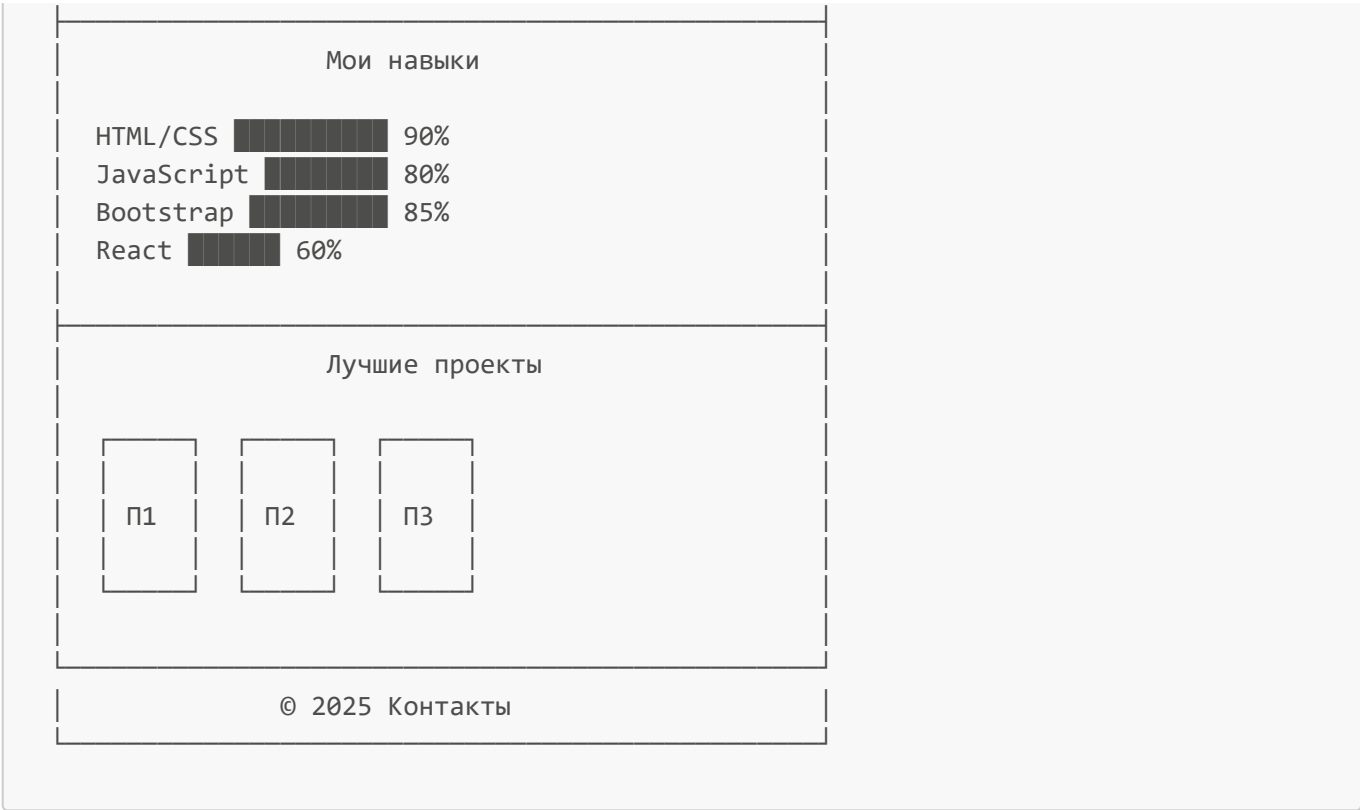 Мои навыки
HTML/CSS ██████████ 90%
JavaScript ████████ 80%
Bootstrap █████████ 85%
React ██████ 60%
Лучшие проекты
П1 П2 П3
© 2025 Контакты